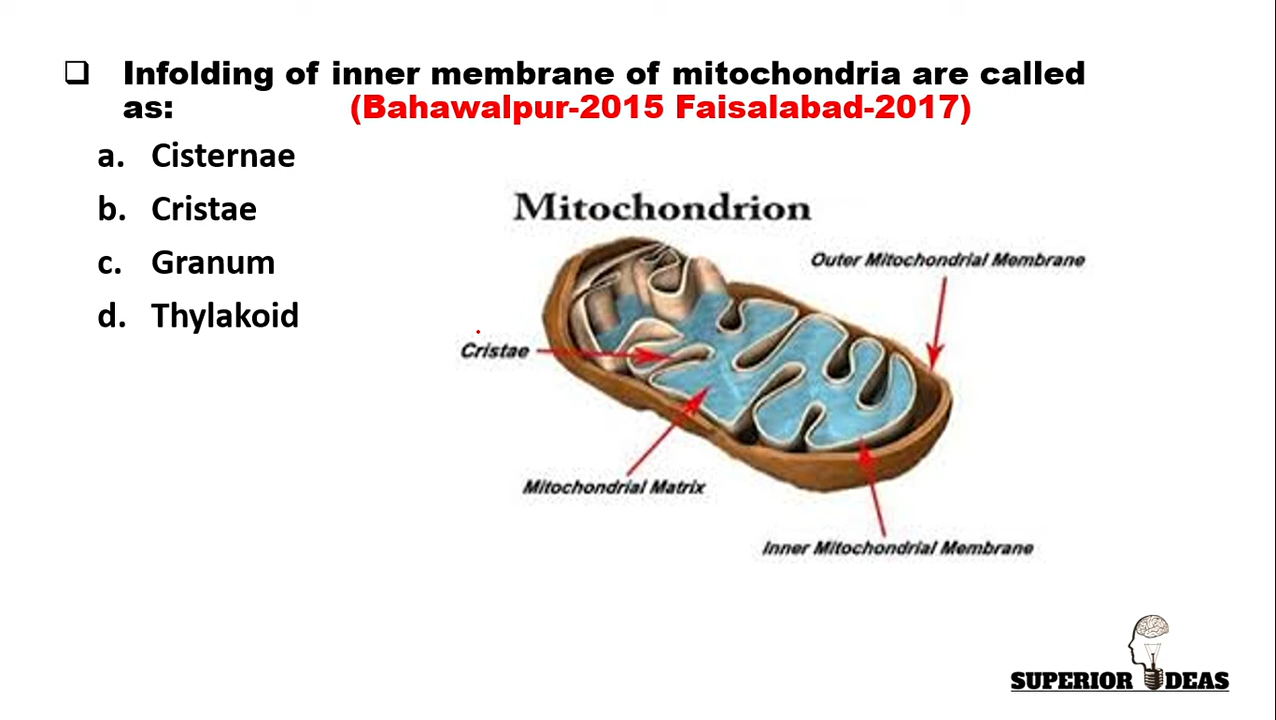 ❑ Infolding of inner membrane of mitochondria are called
as: (Bahawalpur-2015 Faisalabad-2017)
a. Cisternae
b. Cristae
c. Granum
d. Thylakoid
Mitochondrion
Outer Mitochondrial Membrane
Cristae
Mitochondrial Matrix
Inner Mitochondrial Membrane
SUPERIOR IDEAS